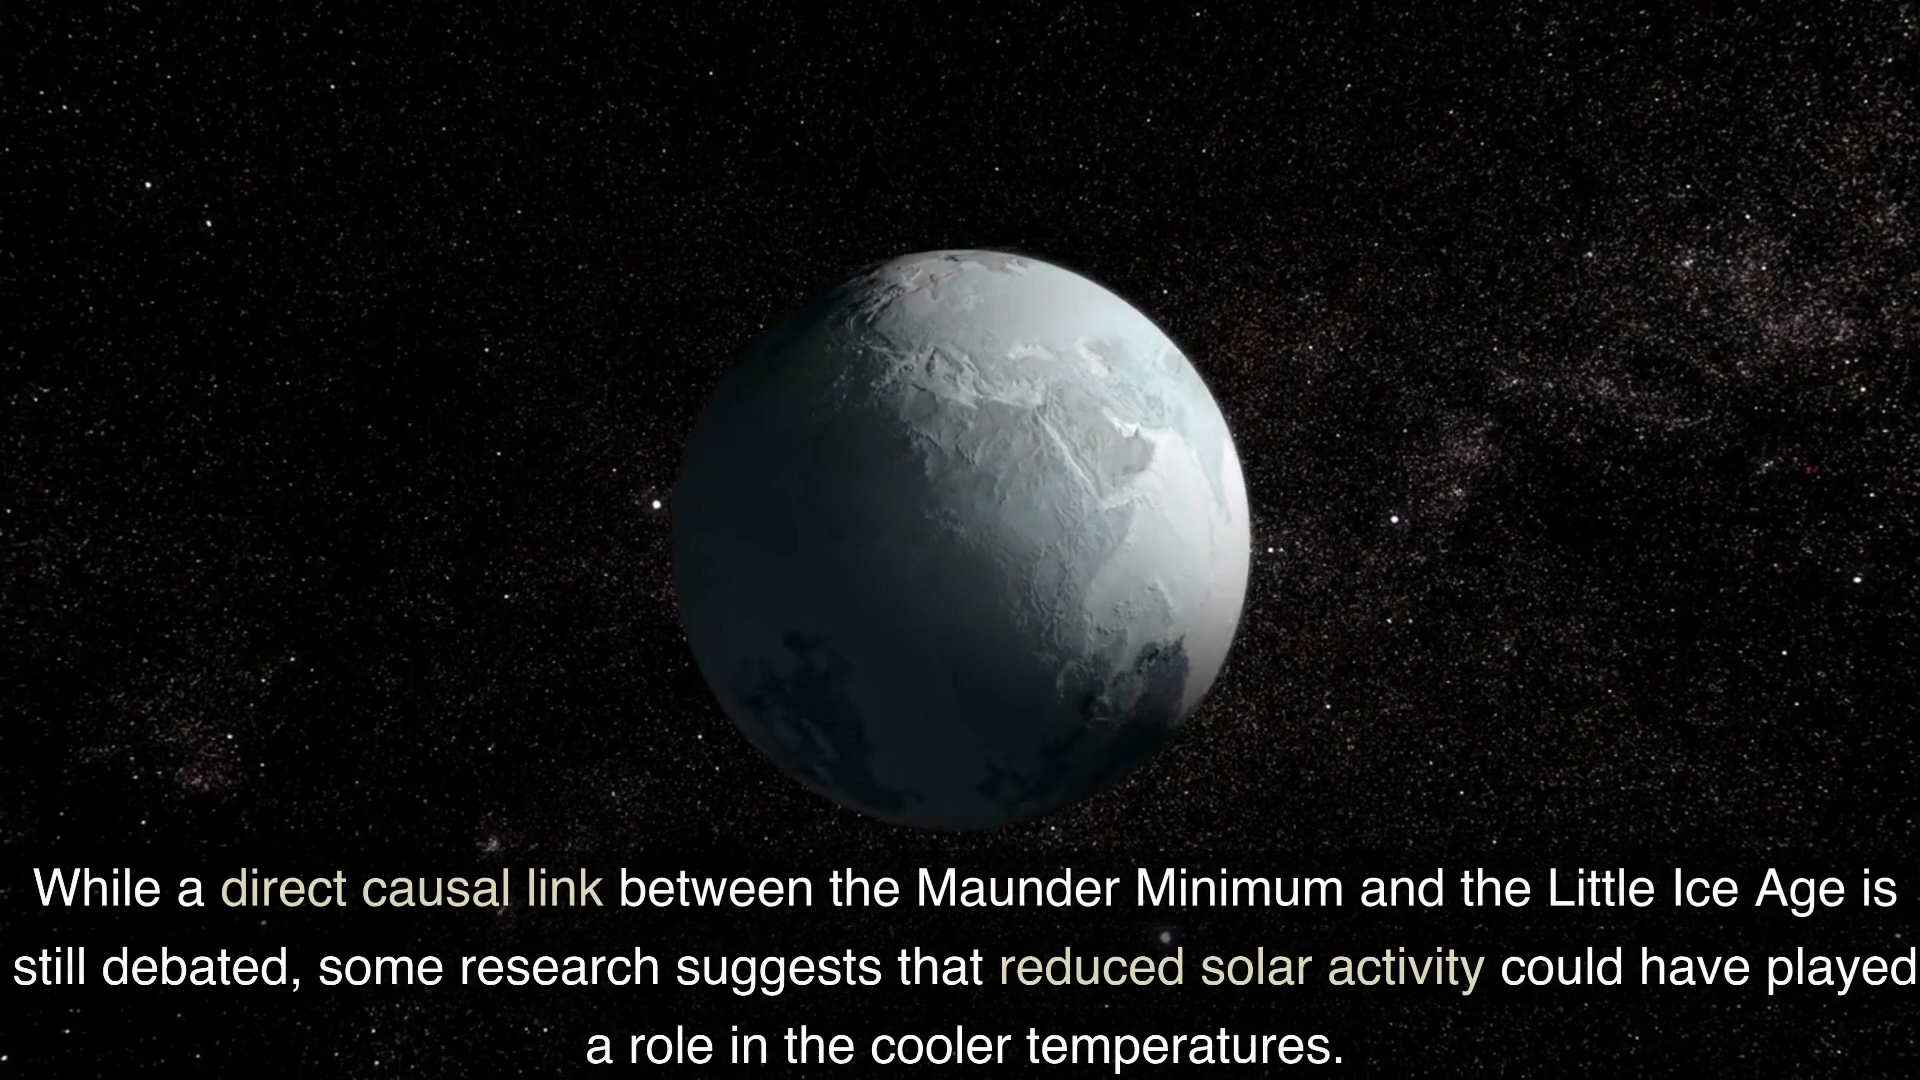 While a direct causal link between the Maunder Minimum and the Little Ice Age is
still debated, some research suggests that reduced solar activity could have played
a role in the cooler temperatures.